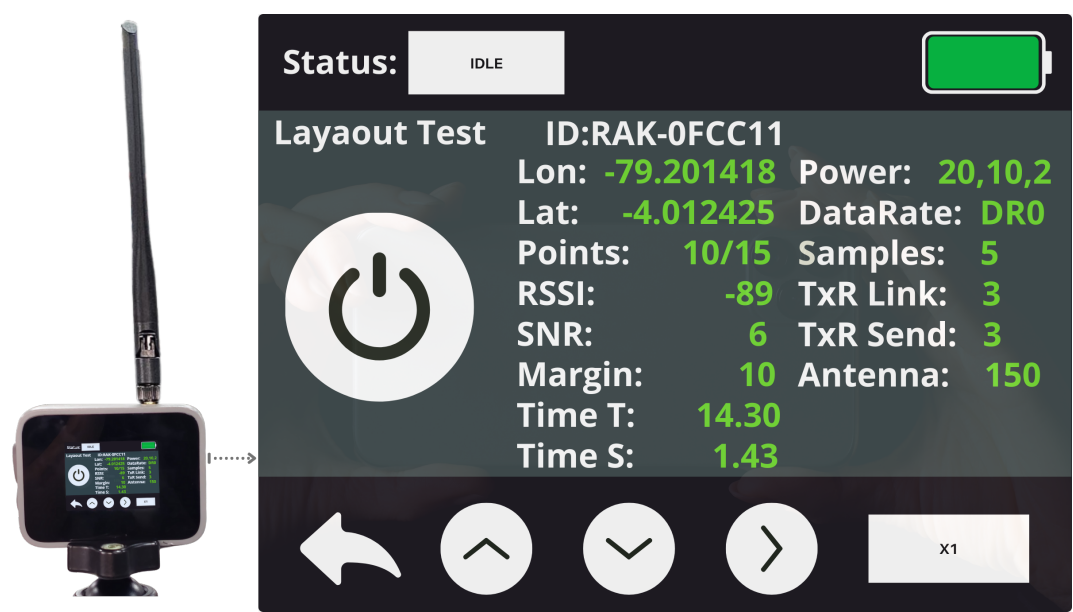 Status: IDLE
Layaout Test ID:RAK-0FCC11
Lon: -79.201418 Power: 20,10,2
Lat: -4.012425 DataRate: DR0
Points: 10/15 Samples: 5
RSSI: -89 TxR Link: 3
SNR: 6 TxR Send: 3
Margin: 10 Antenna: 150
Time T: 14.30
Time S: 1.43
X1